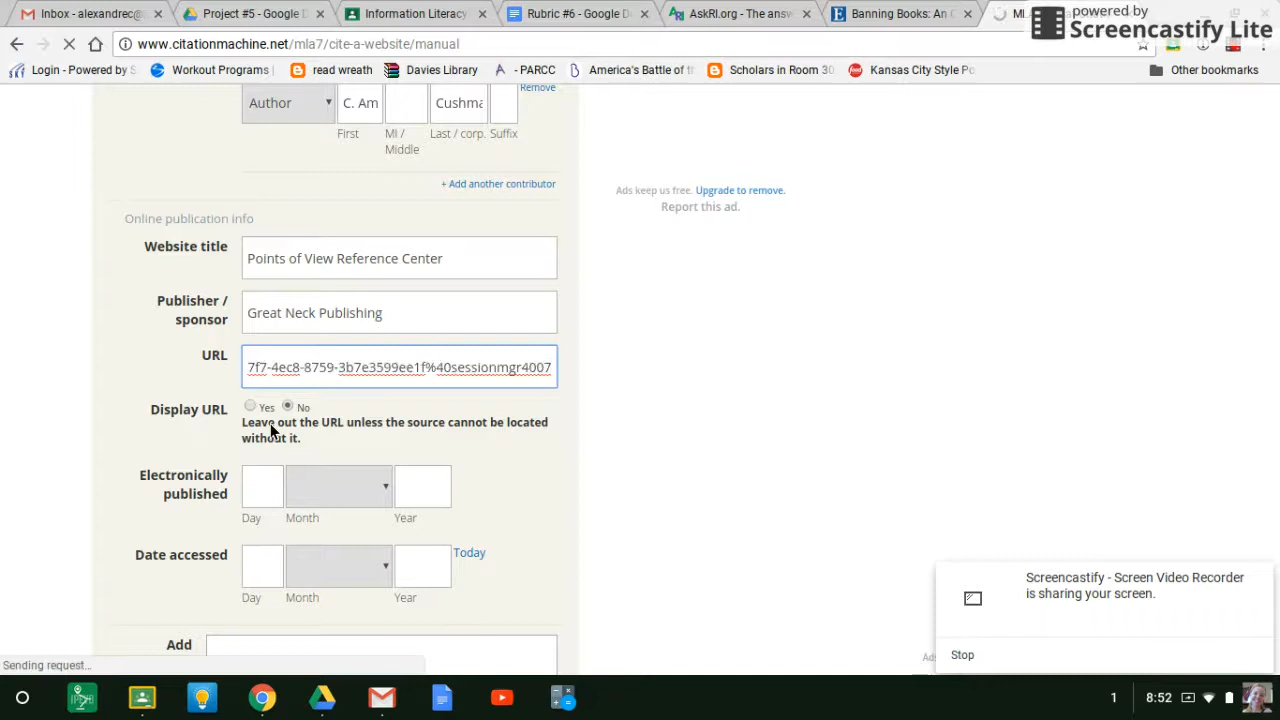 Inbox - alexandrec@
Project #5 - Google D
Information Literacy
Rubric #6 - Google Do
AskRI.org - The answe
Banning Books: An O
powered by
Screencastify Lite
www.citationmachine.net/mla7/cite-a-website/manual
Login - Powered by S
Workout Programs |
read wreath
Davies Library
- PARCC
America's Battle of t
Scholars in Room 30
Kansas City Style Po
Other bookmarks
Author
C. Am
Cushma
Remove
First
MI /
Middle
Last / corp.
Suffix
+ Add another contributor
Ads keep us free. Upgrade to remove.
Report this ad.
Online publication info
Website title
Points of View Reference Center
Publisher /
sponsor
Great Neck Publishing
URL
7f7-4ec8-8759-3b7e3599ee1f%40sessionmgr4007
Display URL
Yes
No
Leave out the URL unless the source cannot be located
without it.
Electronically
published
Day
Month
Year
Date accessed
Today
Day
Month
Year
Add
Screencastify - Screen Video Recorder
is sharing your screen.
Stop
Sending request...
1
8:52